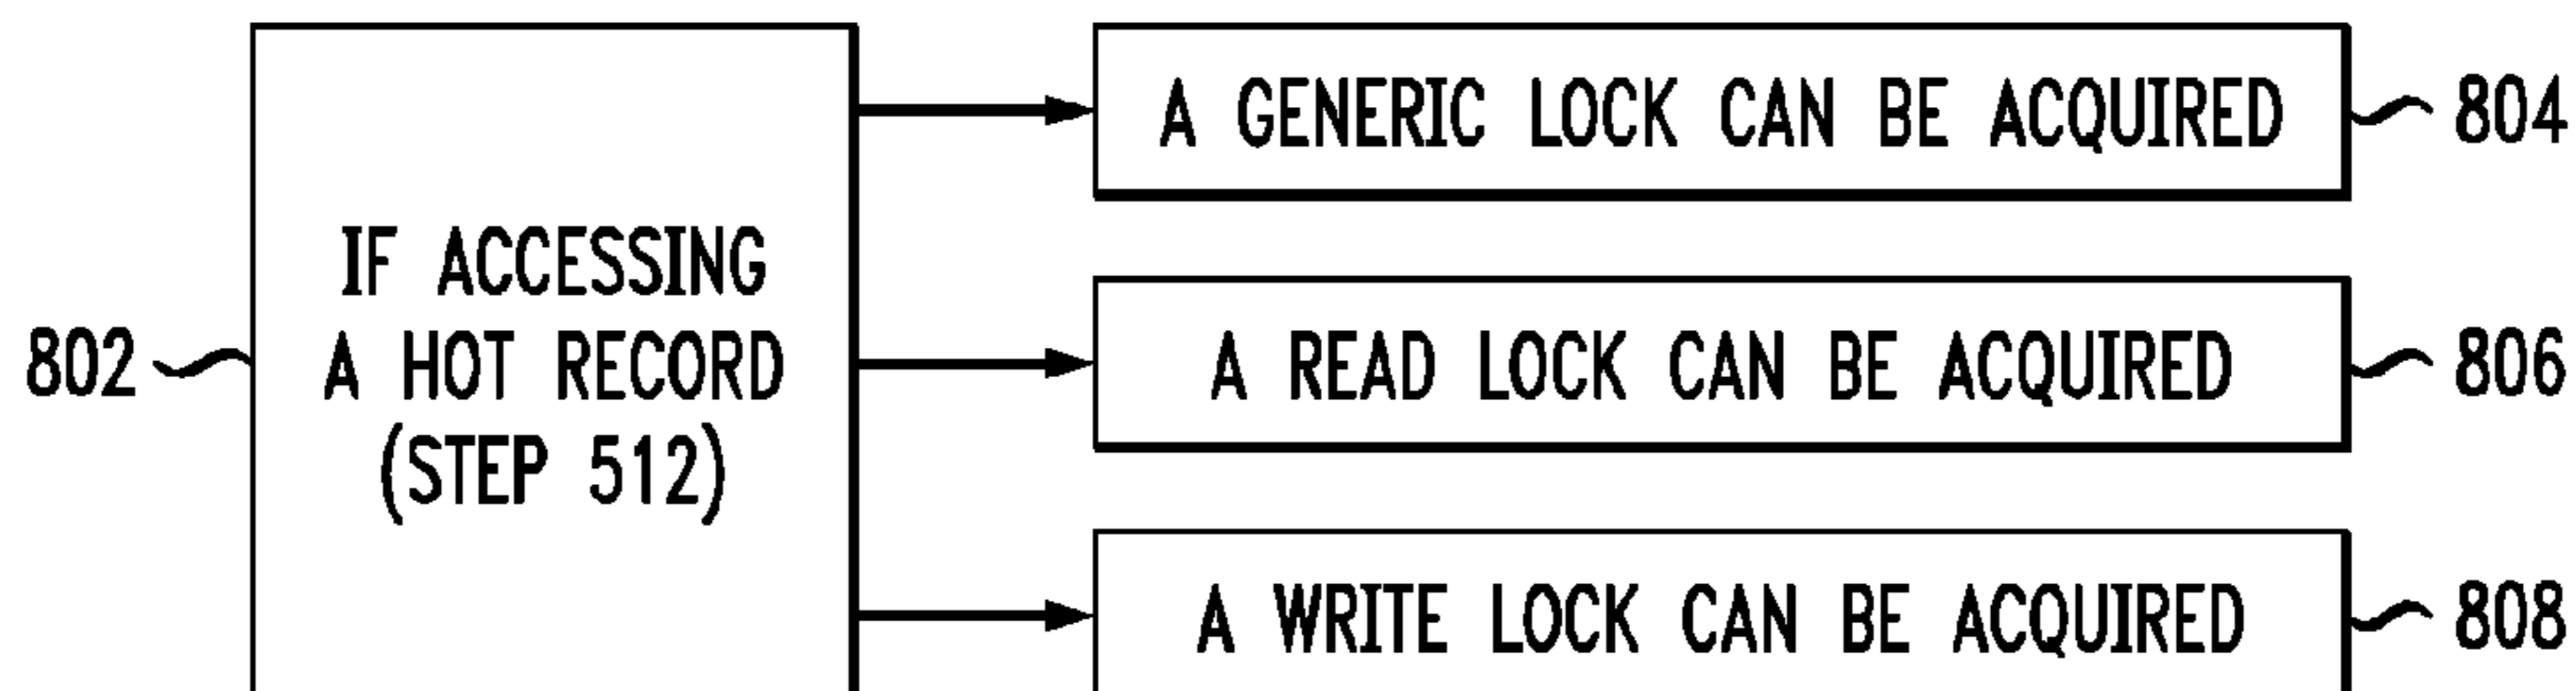 A GENERIC LOCK CAN BE ACQUIRED
804
IF ACCESSING
A HOT RECORD
(STEP 512)
802
A READ LOCK CAN BE ACQUIRED
806
A WRITE LOCK CAN BE ACQUIRED
808